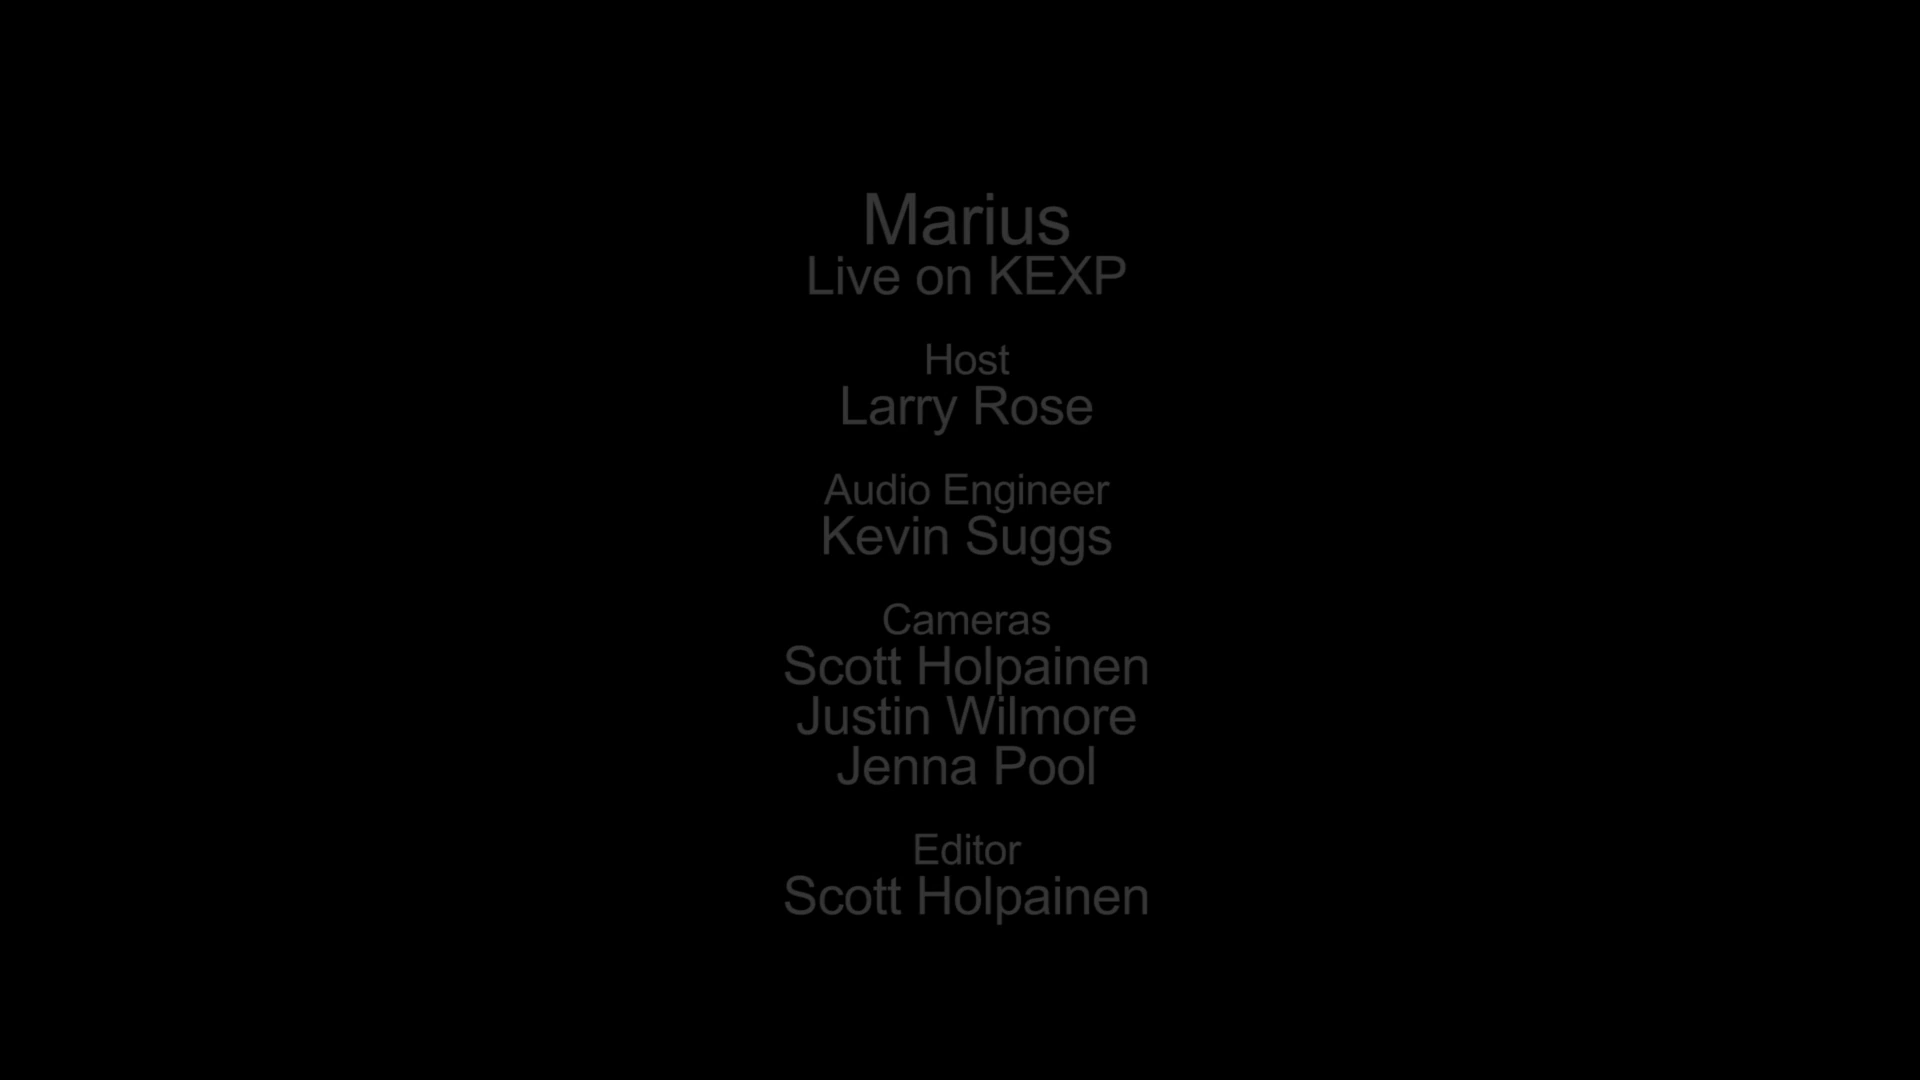 Marius
Live on KEXP
Host
Larry Rose
Audio Engineer
Kevin Suggs
Cameras
Scott Holpainen
Justin Wilmore
Jenna Pool
Editor
Scott Holpainen